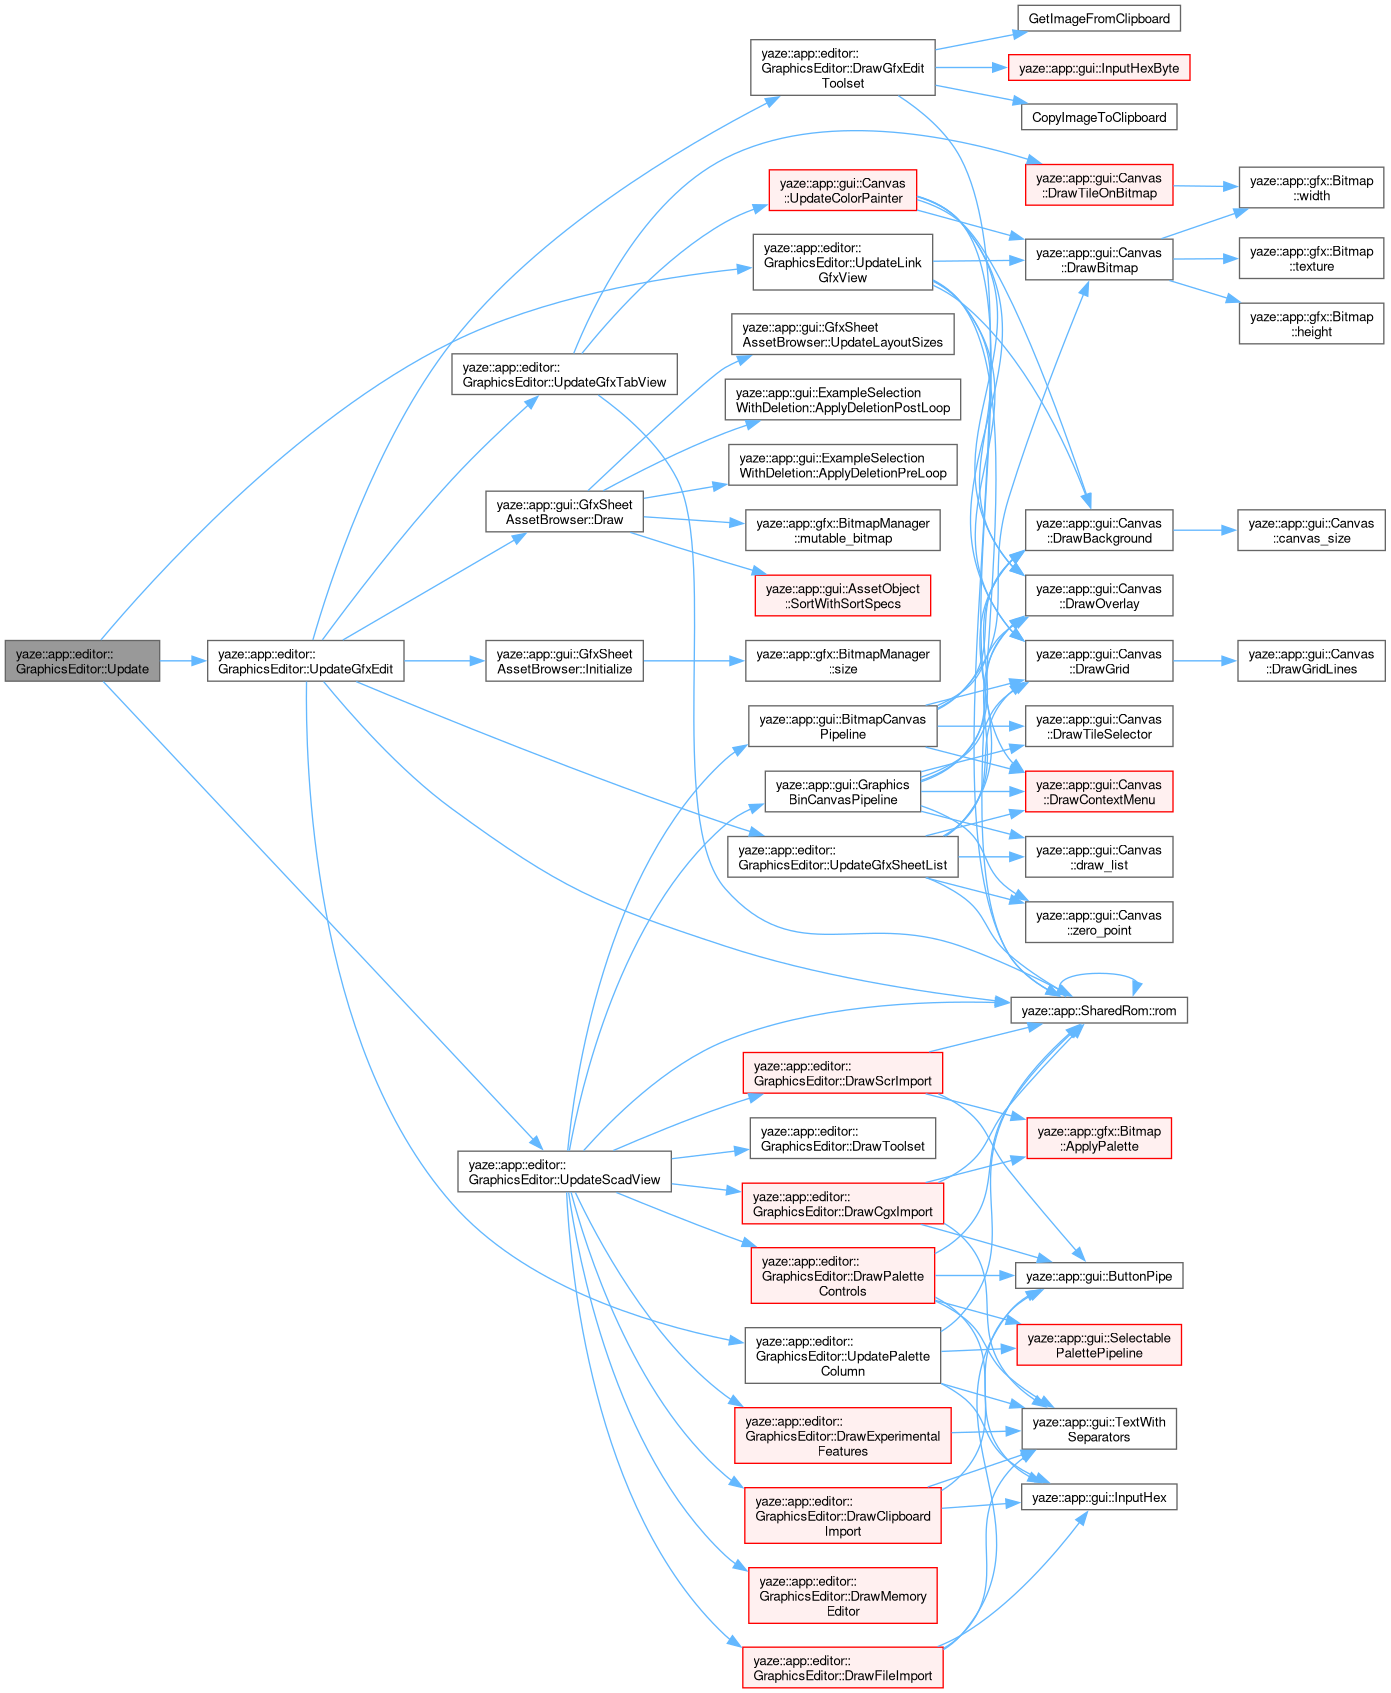 yaze::app::editor::
GraphicsEditor::Update
yaze::app::editor::
GraphicsEditor::UpdateGfxEdit
yaze::app::editor::
GraphicsEditor::UpdateGfxTabView
yaze::app::gui::GfxSheet
AssetBrowser::Draw
yaze::app::gui::GfxSheet
AssetBrowser::Initialize
yaze::app::editor::
GraphicsEditor::UpdateScadView
yaze::app::editor::
GraphicsEditor::DrawGfxEdit
Toolset
yaze::app::gui::Canvas
::UpdateColorPainter
yaze::app::editor::
GraphicsEditor::UpdateLink
GfxView
yaze::app::gui::GfxSheet
AssetBrowser::UpdateLayoutSizes
yaze::app::gui::ExampleSelection
WithDeletion::ApplyDeletionPostLoop
yaze::app::gui::ExampleSelection
WithDeletion::ApplyDeletionPreLoop
yaze::app::gfx::BitmapManager
::mutable_bitmap
yaze::app::gui::AssetObject
::SortWithSortSpecs
yaze::app::gfx::BitmapManager
::size
yaze::app::gui::BitmapCanvas
Pipeline
yaze::app::gui::Graphics
BinCanvasPipeline
yaze::app::editor::
GraphicsEditor::UpdateGfxSheetList
yaze::app::editor::
GraphicsEditor::DrawScrImport
yaze::app::editor::
GraphicsEditor::DrawToolset
yaze::app::editor::
GraphicsEditor::DrawCgxImport
yaze::app::editor::
GraphicsEditor::DrawPalette
Controls
yaze::app::editor::
GraphicsEditor::UpdatePalette
Column
yaze::app::editor::
GraphicsEditor::DrawExperimental
Features
yaze::app::editor::
GraphicsEditor::DrawClipboard
Import
yaze::app::editor::
GraphicsEditor::DrawMemory
Editor
yaze::app::editor::
GraphicsEditor::DrawFileImport
GetImageFromClipboard
yaze::app::gui::InputHexByte
CopyImageToClipboard
yaze::app::gui::Canvas
::DrawTileOnBitmap
yaze::app::gui::Canvas
::DrawBitmap
yaze::app::gui::Canvas
::DrawBackground
yaze::app::gui::Canvas
::DrawOverlay
yaze::app::gui::Canvas
::DrawGrid
yaze::app::gui::Canvas
::DrawTileSelector
yaze::app::gui::Canvas
::DrawContextMenu
yaze::app::gui::Canvas
::draw_list
yaze::app::gui::Canvas
::zero_point
yaze::app::SharedRom::rom
yaze::app::gfx::Bitmap
::ApplyPalette
yaze::app::gui::ButtonPipe
yaze::app::gui::Selectable
PalettePipeline
yaze::app::gui::TextWith
Separators
yaze::app::gui::InputHex
yaze::app::gfx::Bitmap
::width
yaze::app::gfx::Bitmap
::texture
yaze::app::gfx::Bitmap
::height
yaze::app::gui::Canvas
::canvas_size
yaze::app::gui::Canvas
::DrawGridLines